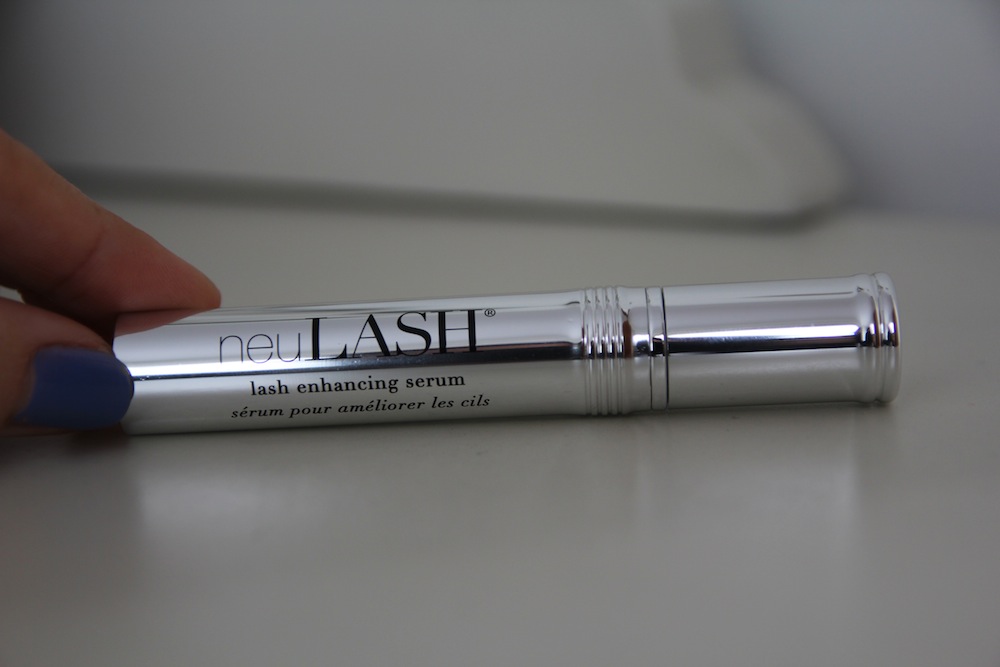 neuLASH®
lash enhancing serum
sérum pour améliorer les cils